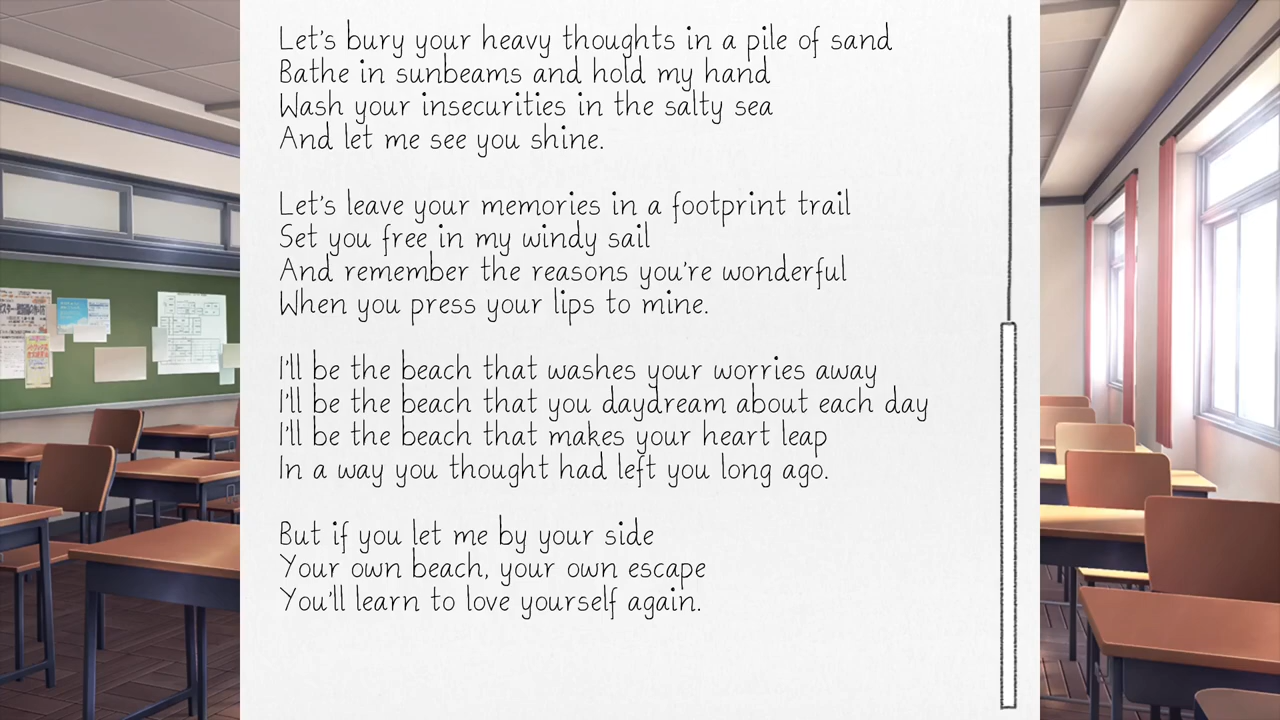 Let's bury your heavy thoughts in a pile of sand
Bathe in sunbeams and hold my hand
Wash your insecurities in the salty sea
And let me see you shine.
Let's leave your memories in a footprint trail
Set you free in my windy sail
And remember the reasons you're wonderful
When you press your lips to mine.
I'll be the beach that washes your worries away
I'll be the beach that you daydream about each day
I'll be the beach that makes your heart leap
In a way you thought had left you long ago.
But if you let me by your side
Your own beach, your own escape
You'll learn to love yourself again.